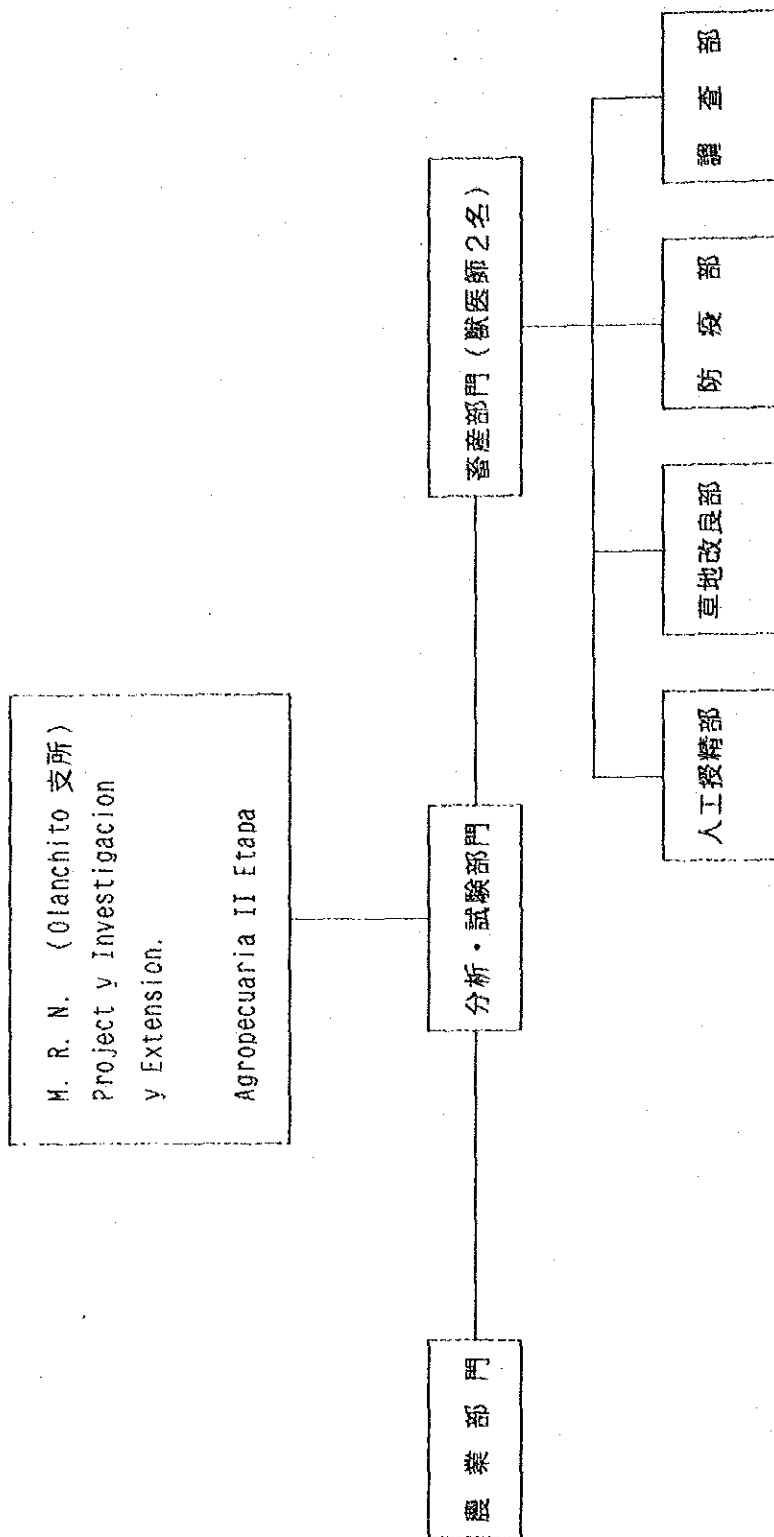 M. R. N. (Olanchito 支所)
Project y Investigacion
y Extension.
Agropecuaria II Etapa
農業部門
分析・試験部門
畜産部門（獣医師2名）
人工授精部
草地改良部
防疫部
調査部